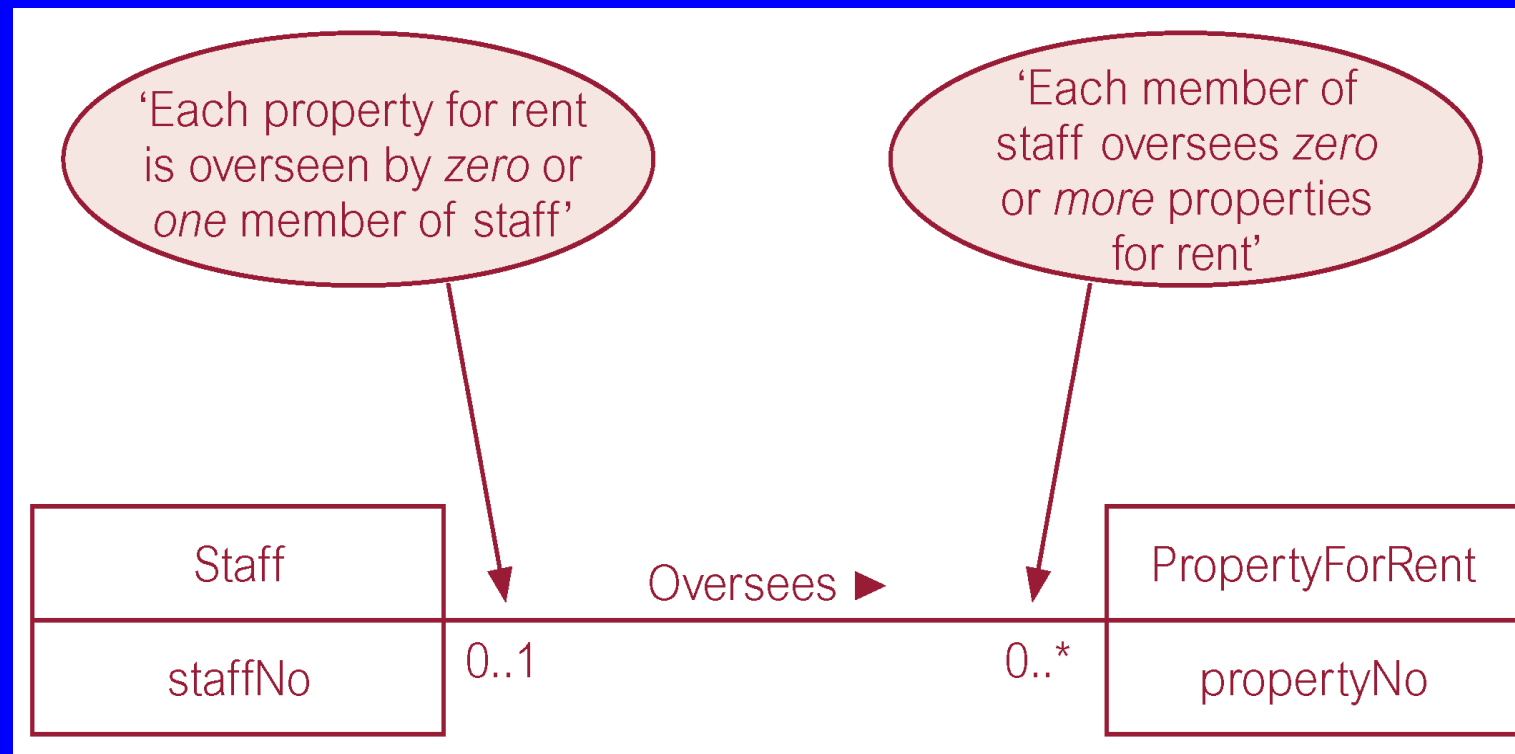 ‘Each property for rent
is overseen by zero or
one member of staff’
‘Each member of
staff oversees zero
or more properties
for rent’
Staff
staffNo
0..1
Oversees ►
0..*
PropertyForRent
propertyNo